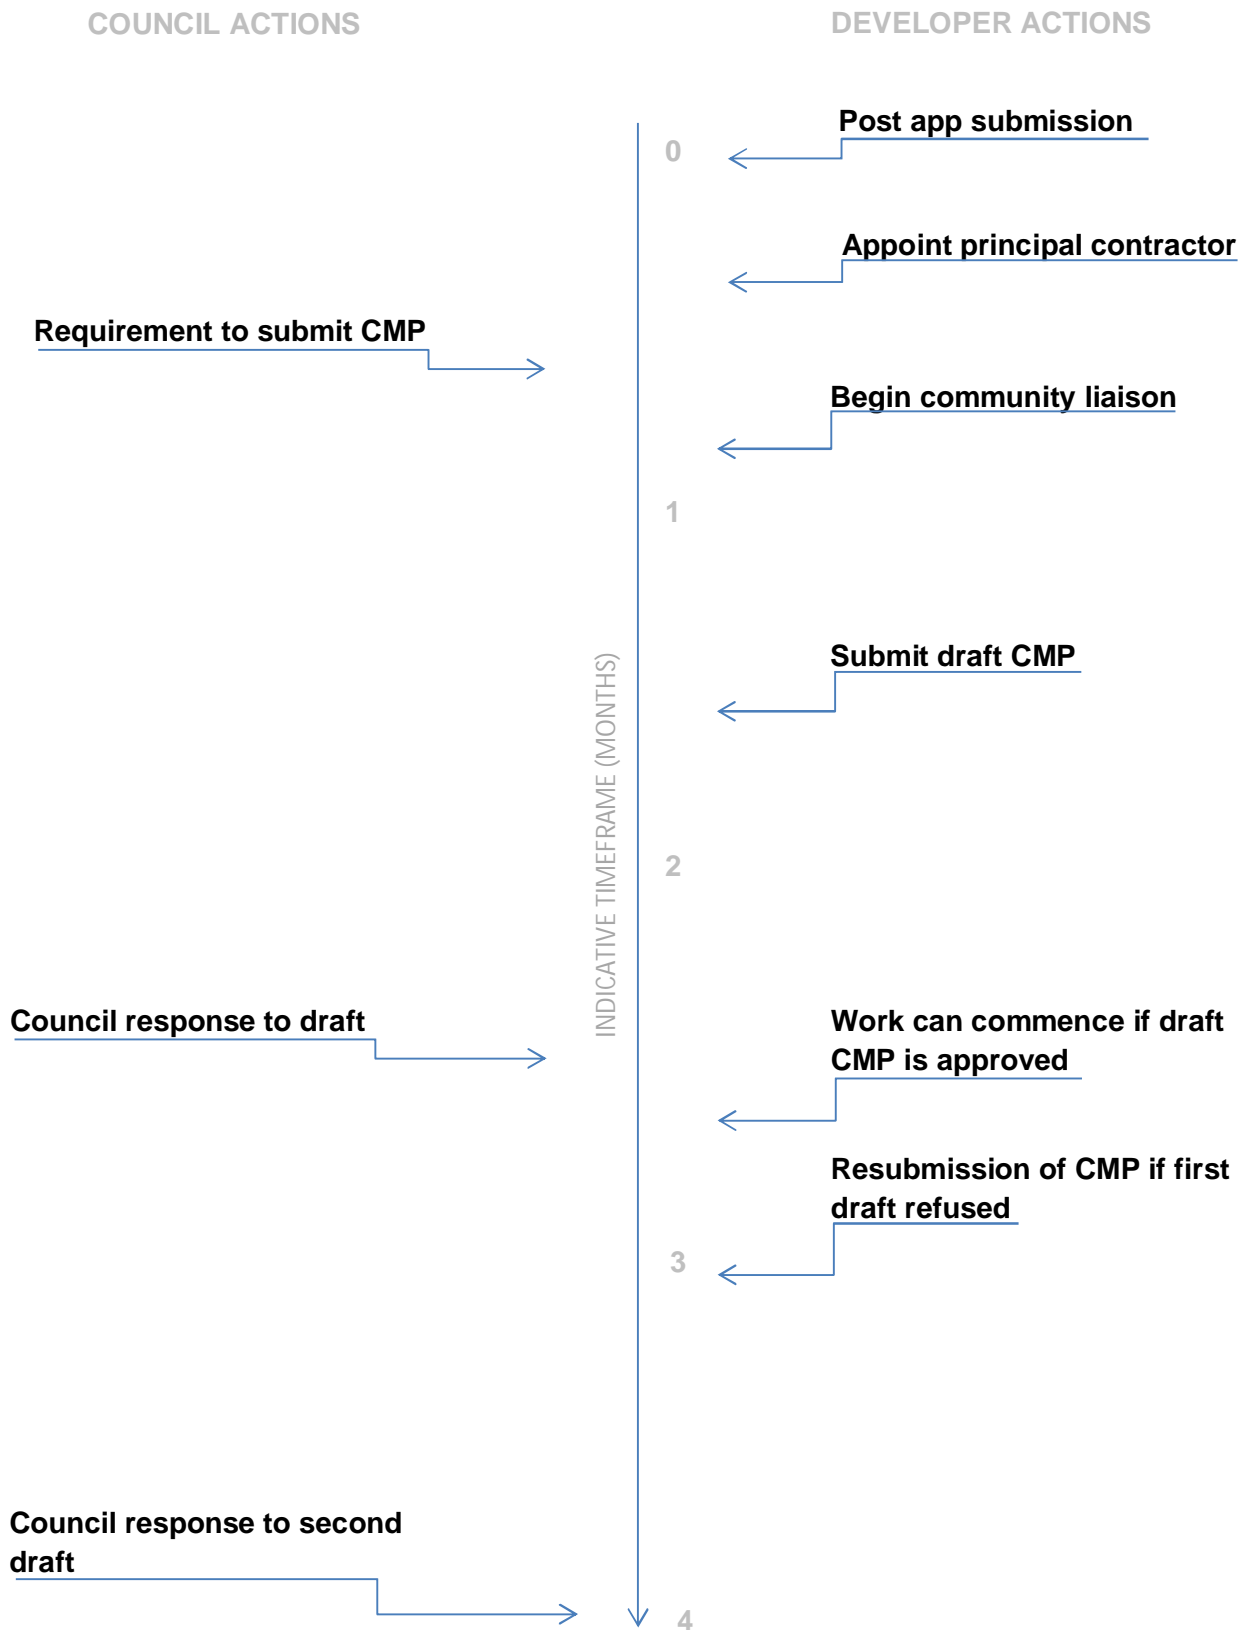 COUNCIL ACTIONS
DEVELOPER ACTIONS
Post app submission
0
Appoint principal contractor
Requirement to submit CMP
Begin community liaison
1
Submit draft CMP
INDICATIVE TIMEFRAME (MONTHS)
2
Council response to draft
Work can commence if draft
CMP is approved
Resubmission of CMP if first
draft refused
3
Council response to second
draft
4